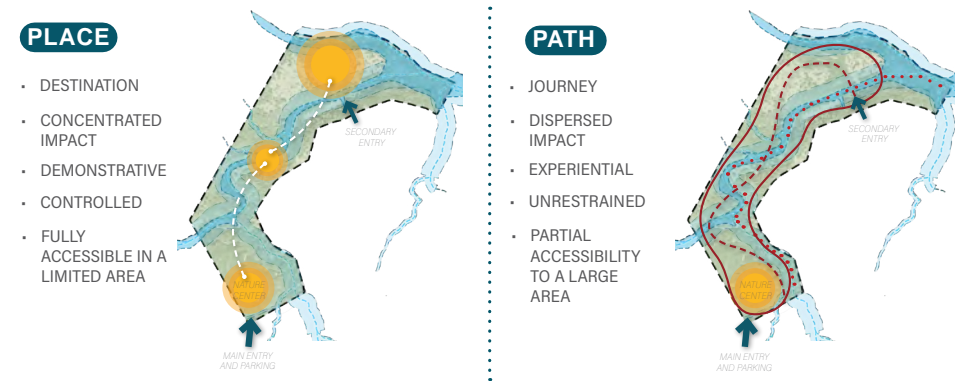 PLACE
• DESTINATION
• CONCENTRATED
IMPACT
• DEMONSTRATIVE
• CONTROLLED
• FULLY
ACCESSIBLE IN A
LIMITED AREA
SECONDARY
ENTRY
NATURE
CENTER
MAIN ENTRY
AND PARKING
PATH
• JOURNEY
• DISPERSED
IMPACT
• EXPERIENTIAL
• UNRESTRAINED
• PARTIAL
ACCESSIBILITY
TO A LARGE
AREA
SECONDARY
ENTRY
NATURE
CENTER
MAIN ENTRY
AND PARKING